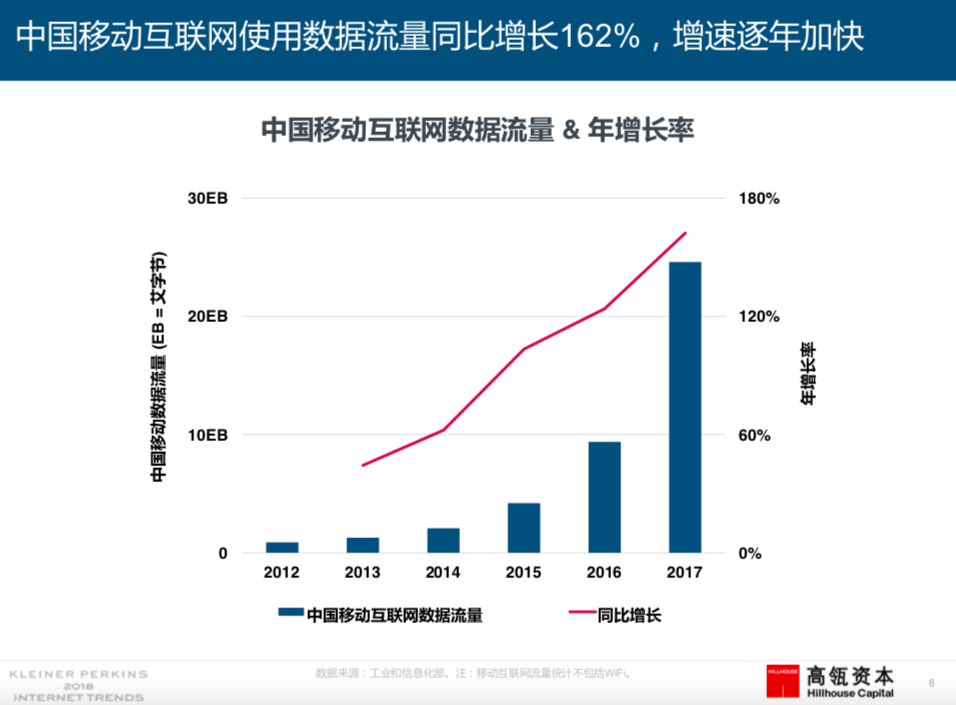 中国移动互联网使用数据流量同比增长162%，增速逐年加快
中国移动互联网数据流量 & 年增长率
30EB
20EB
10EB
0
中国移动数据流量 (EB = 艾字节)
180%
120%
60%
0%
年增长率
2012 2013 2014 2015 2016 2017
中国移动互联网数据流量 同比增长
KLEINER PERKINS
2018
INTERNET TRENDS
数据来源：工业和信息化部。注：移动互联网流量统计不包括WiFi。
HILLHOUSE
高瓴资本
Hillhouse Capital
8